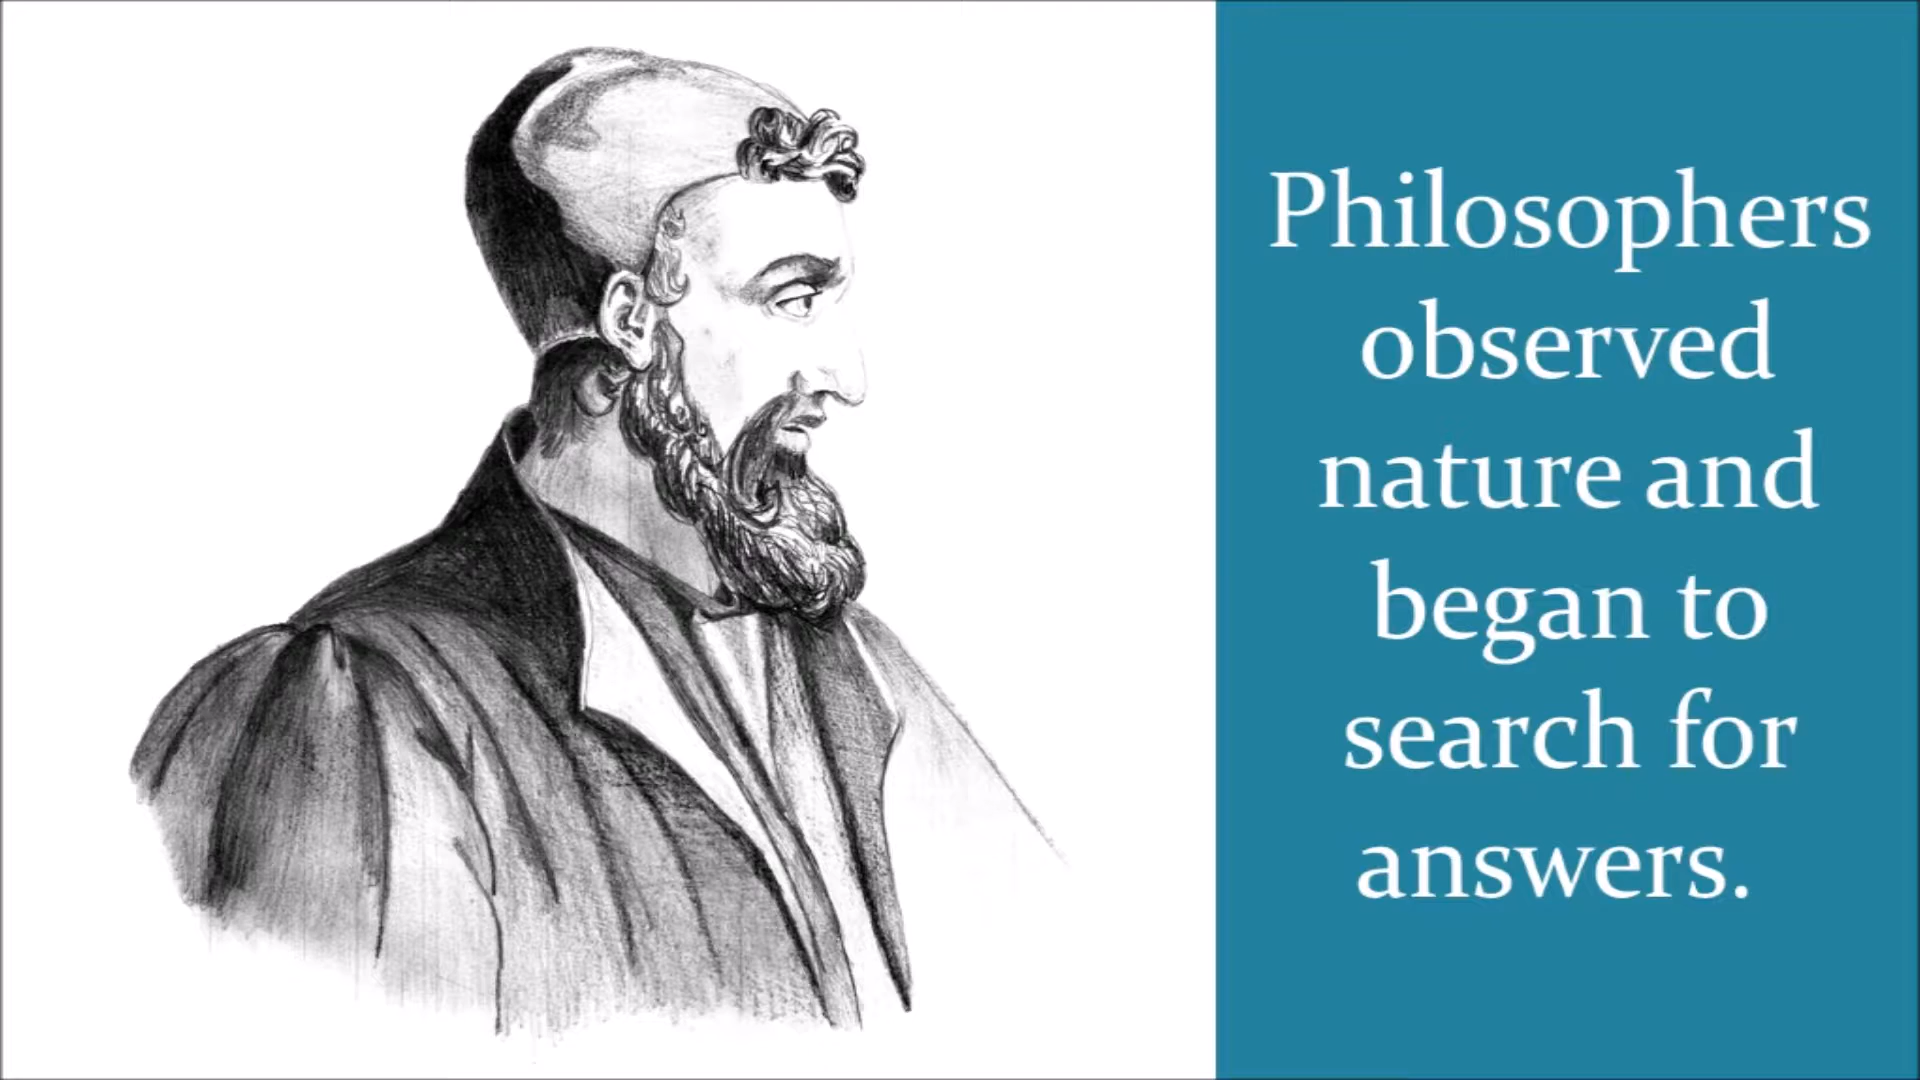 Philosophers
observed
nature and
began to
search for
answers.